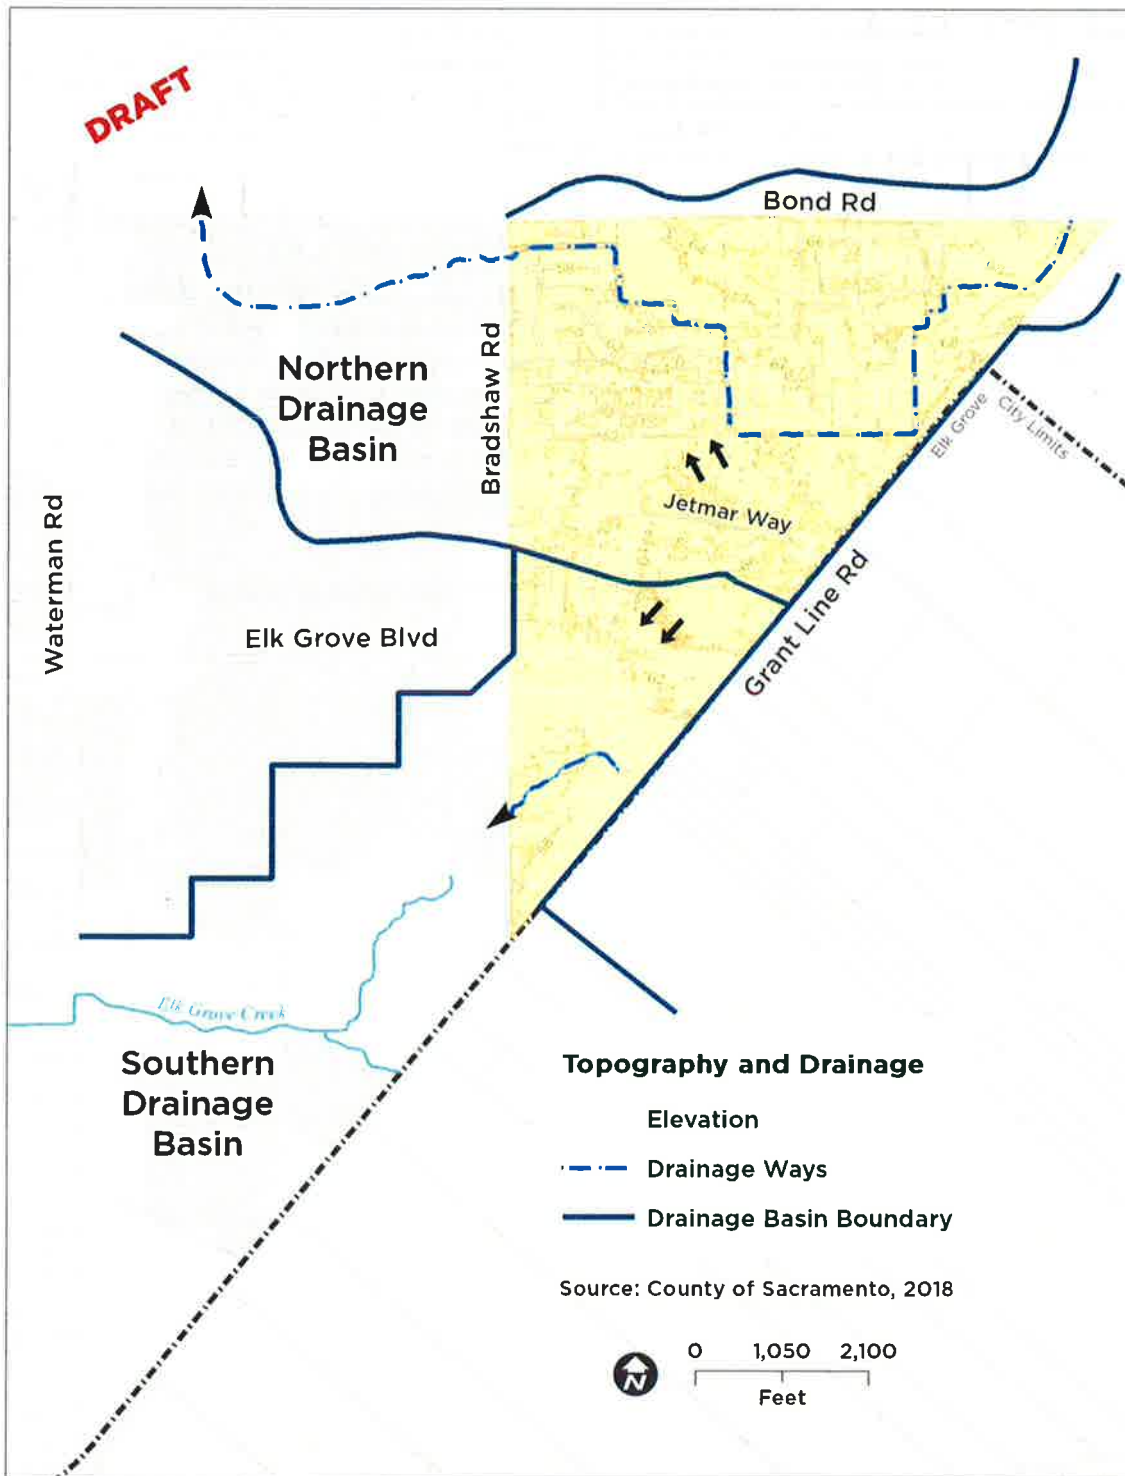 DRAFT
Bond Rd
Northern
Drainage
Basin
Bradshaw Rd
Elk Grove
City Limits
Jetmar Way
Waterman Rd
Elk Grove Blvd
Grant Line Rd
Elk Grove Creek
Southern
Drainage
Basin
Topography and Drainage
Elevation
Drainage Ways
Drainage Basin Boundary
Source: County of Sacramento, 2018
N
0 1,050 2,100
Feet